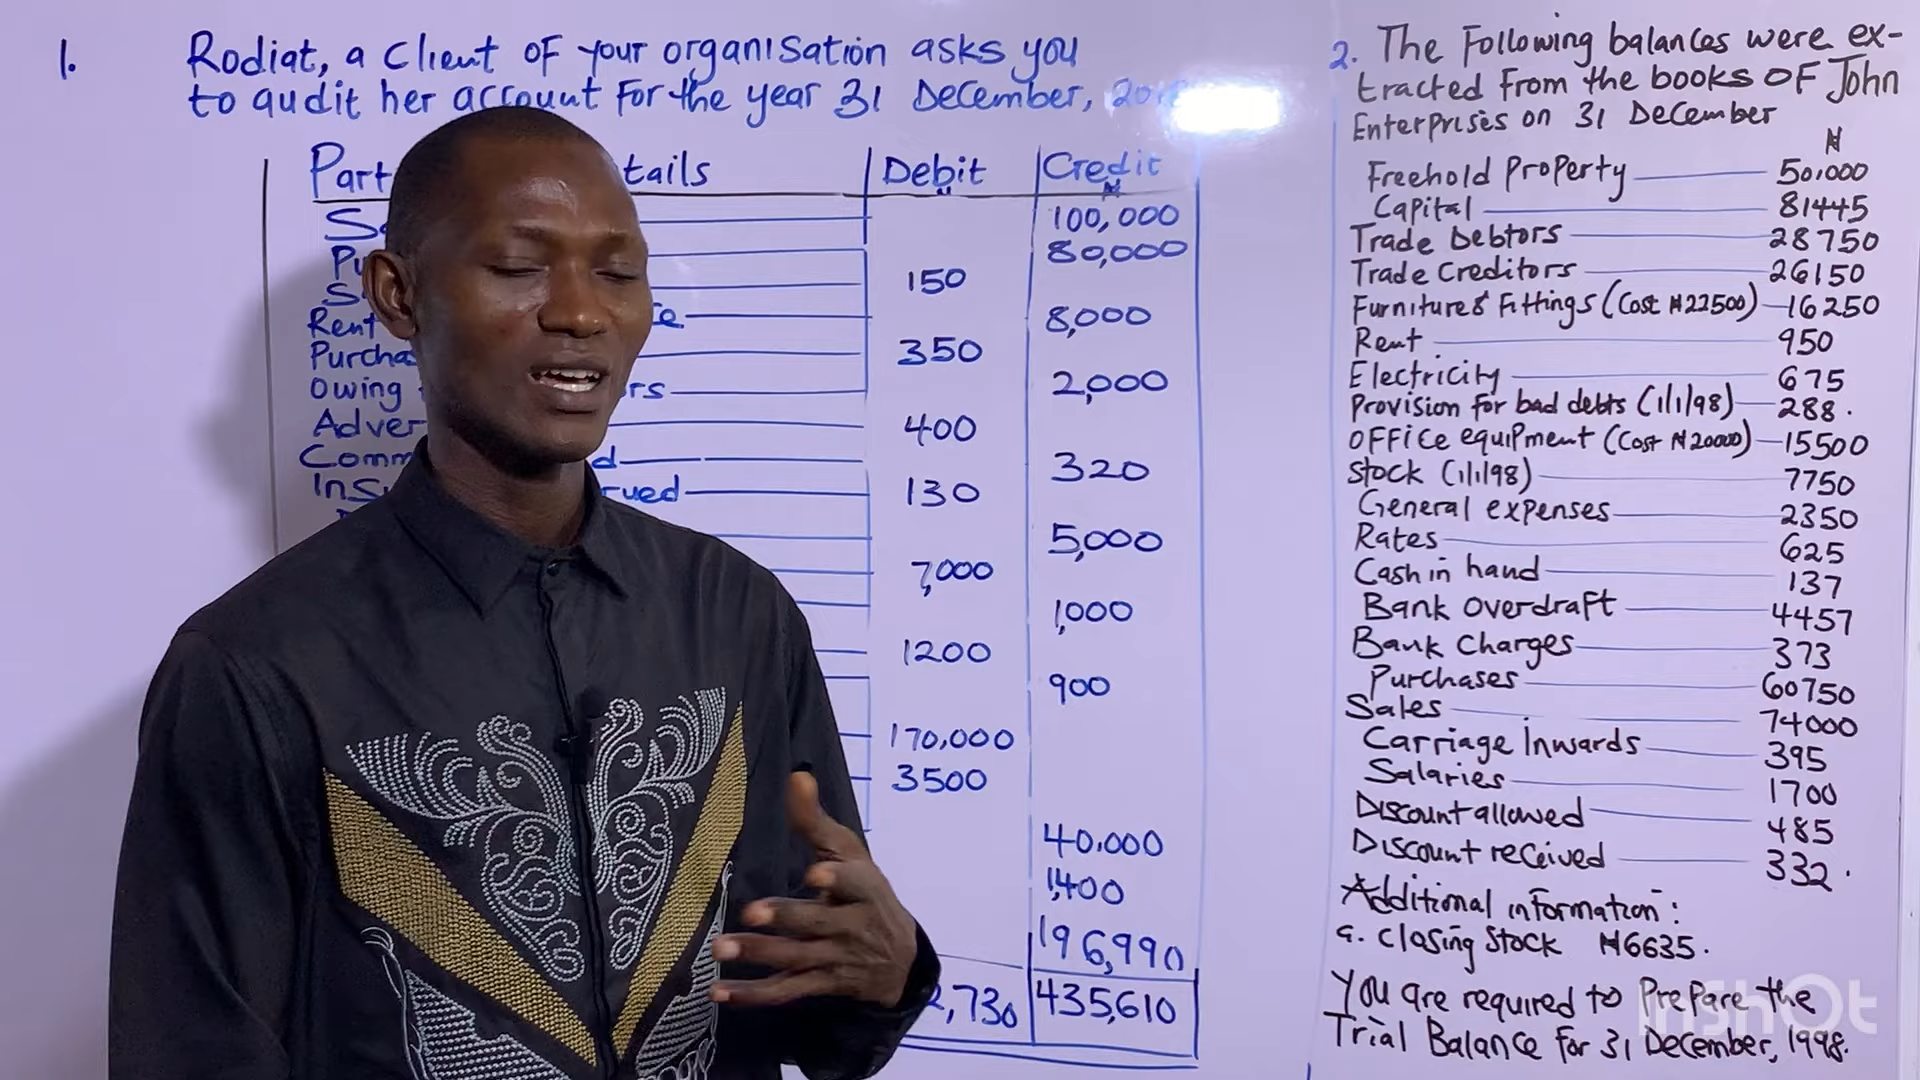 1. Rodiat, a client of your organisation asks you
to audit her account for the year 31 December,
Debit Credit
₦
100,000
80,000
150
Rent 8,000
350
Owing 2,000
400
320
130
5,000
7,000
1,000
1200
900
170,000
3500
40,000
1,400
196,990
435,610
2. The Following balances were ex-
tracted From the books OF John
Enterprises on 31 December
₦
Freehold Property 50,000
Capital 81445
Trade Debtors 28750
Trade Creditors 26150
Furniture & Fittings (Cost ₦22500) 16250
Rent 950
Electricity 675
Provision for bad debts (1/1/98) 288.
Office equipment (Cost ₦20000) 15500
Stock (1/1/98) 7750
General expenses 2350
Rates 625
Cash in hand 137
Bank Overdraft 4457
Bank Charges 373
Purchases 60750
Sales 74000
Carriage Inwards 395
Salaries 1700
Discount allowed 485
Discount received 332.
Additional information:
a. Closing Stock ₦6635.
You are required to Prepare the
Trial Balance For 31 December, 1998.
InShOt